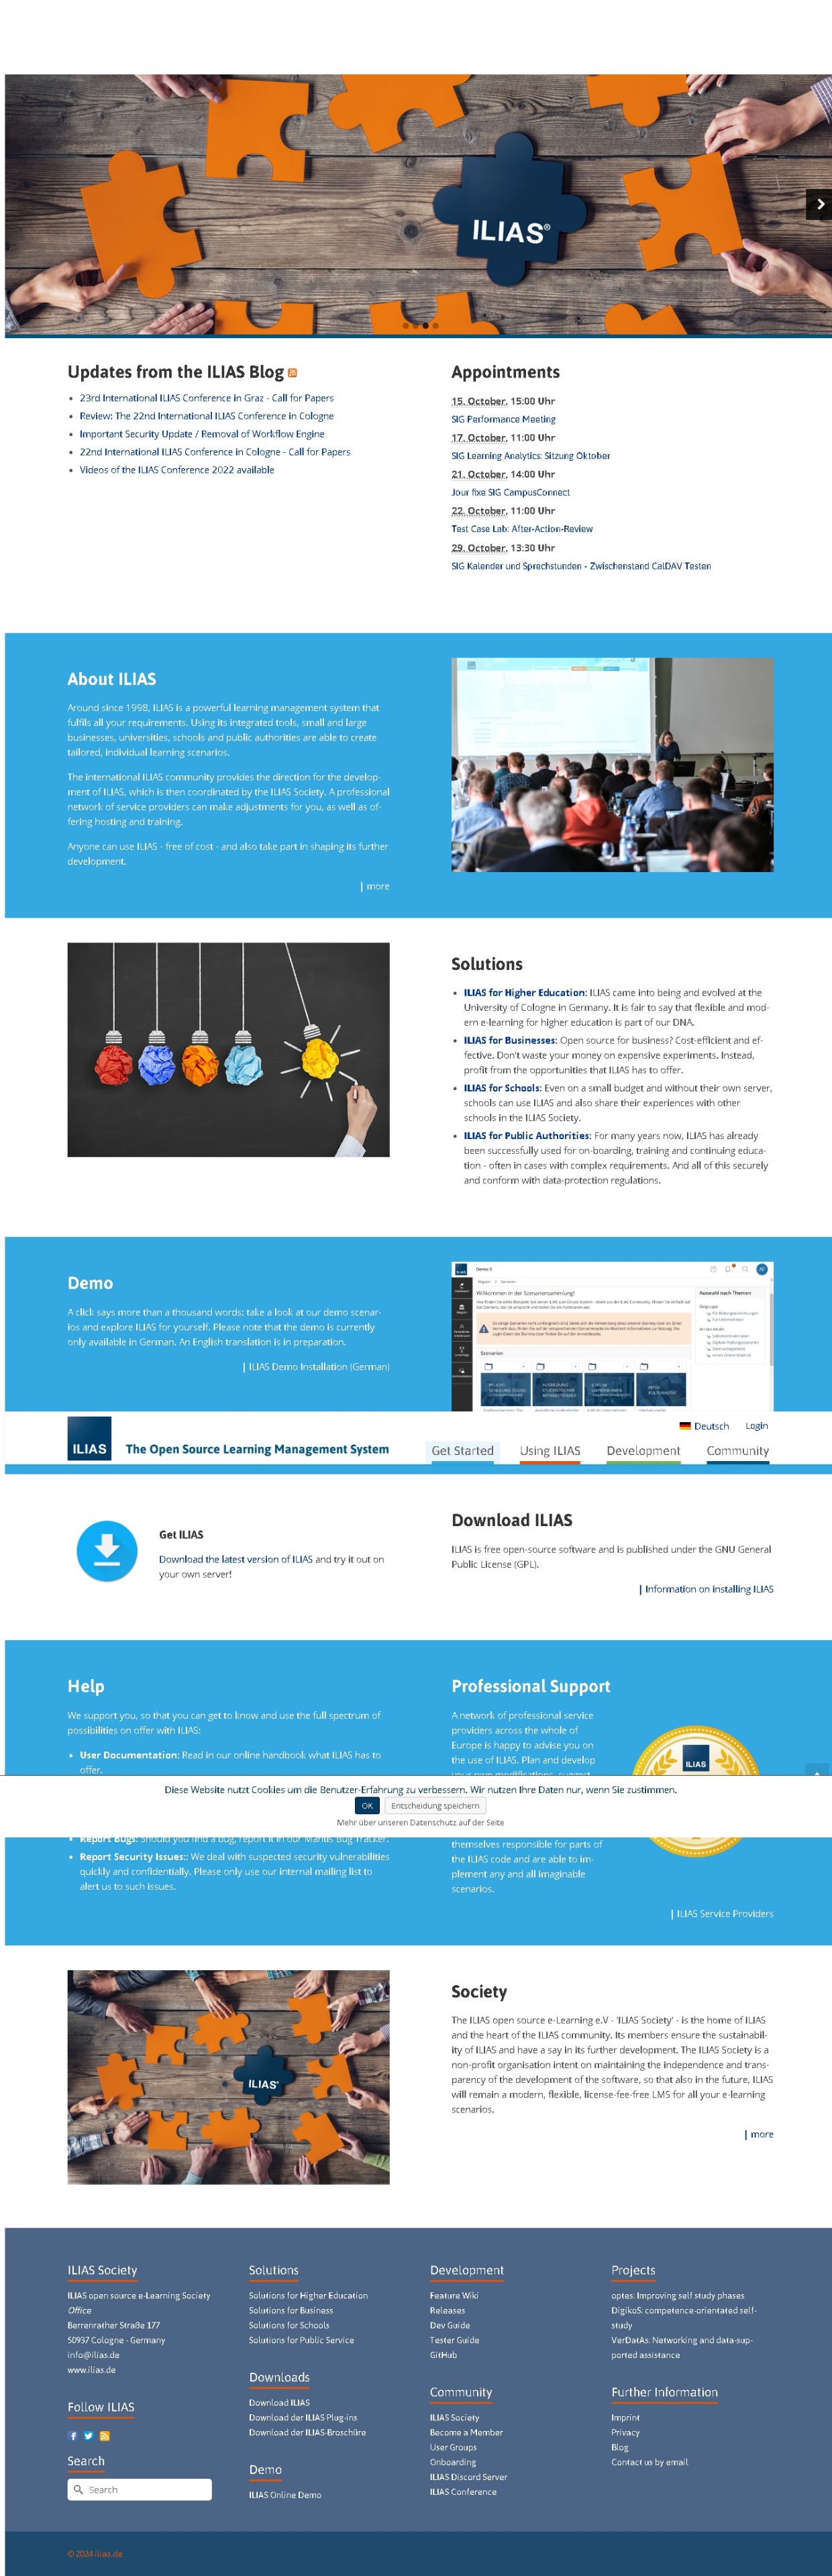 ILIAS®
Updates from the ILIAS Blog
23rd International ILIAS Conference in Graz - Call for Papers
Review: The 22nd International ILIAS Conference in Cologne
Important Security Update / Removal of Workflow Engine
22nd International ILIAS Conference in Cologne - Call for Papers
Videos of the ILIAS Conference 2022 available
Appointments
15. October, 15:00 Uhr
SIG Performance Meeting
17. October, 11:00 Uhr
SIG Learning Analytics: Sitzung Oktober
21. October, 14:00 Uhr
Jour fixe SIG CampusConnect
22. October, 11:00 Uhr
Test Case Lab: After-Action-Review
29. October, 13:30 Uhr
SIG Kalender und Sprechstunden - Zwischenstand CalDAV Testen
About ILIAS
Around since 1998, ILIAS is a powerful learning management system that
fulfils all your requirements. Using its integrated tools, small and large
businesses, universities, schools and public authorities are able to create
tailored, individual learning scenarios.
The international ILIAS community provides the direction for the develop-
ment of ILIAS, which is then coordinated by the ILIAS Society. A professional
network of service providers can make adjustments for you, as well as of-
fering hosting and training.
Anyone can use ILIAS - free of cost - and also take part in shaping its further
development.
| more
Solutions
ILIAS for Higher Education: ILIAS came into being and evolved at the
University of Cologne in Germany. It is fair to say that flexible and mod-
ern e-learning for higher education is part of our DNA.
ILIAS for Businesses: Open source for business? Cost-efficient and ef-
fective. Don't waste your money on expensive experiments. Instead,
profit from the opportunities that ILIAS has to offer.
ILIAS for Schools: Even on a small budget and without their own server,
schools can use ILIAS and also share their experiences with other
schools in the ILIAS Society.
ILIAS for Public Authorities: For many years now, ILIAS has already
been successfully used for on-boarding, training and continuing educa-
tion - often in cases with complex requirements. And all of this securely
and conform with data-protection regulations.
Demo
A click says more than a thousand words: take a look at our demo scenar-
ios and explore ILIAS for yourself. Please note that the demo is currently
only available in German. An English translation is in preparation.
| ILIAS Demo Installation (German)
Willkommen in der Szenariensammlung!
Auswahl nach Themen
Szenarien
Deutsch Login
ILIAS The Open Source Learning Management System
Get Started Using ILIAS Development Community
Get ILIAS
Download the latest version of ILIAS and try it out on
your own server!
Download ILIAS
ILIAS is free open-source software and is published under the GNU General
Public License (GPL).
| Information on installing ILIAS
Help
We support you, so that you can get to know and use the full spectrum of
possibilities on offer with ILIAS:
User Documentation: Read in our online handbook what ILIAS has to
offer.
Professional Support
A network of professional service
providers across the whole of
Europe is happy to advise you on
the use of ILIAS. Plan and develop
your own modifications, suggest
ILIAS
Diese Website nutzt Cookies um die Benutzer-Erfahrung zu verbessern. Wir nutzen Ihre Daten nur, wenn Sie zustimmen.
OK Entscheidung speichern
Mehr über unseren Datenschutz auf der Seite
Report Bugs: Should you find a bug, report it in our Mantis Bug Tracker.
Report Security Issues:: We deal with suspected security vulnerabilities
quickly and confidentially. Please only use our internal mailing list to
alert us to such issues.
themselves responsible for parts of
the ILIAS code and are able to im-
plement any and all imaginable
scenarios.
| ILIAS Service Providers
ILIAS®
Society
The ILIAS open source e-Learning e.V - 'ILIAS Society' - is the home of ILIAS
and the heart of the ILIAS community. Its members ensure the sustainabil-
ity of ILIAS and have a say in its further development. The ILIAS Society is a
non-profit organisation intent on maintaining the independence and trans-
parency of the development of the software, so that also in the future, ILIAS
will remain a modern, flexible, license-fee-free LMS for all your e-learning
scenarios.
| more
ILIAS Society
ILIAS open source e-Learning Society
Office
Berrenrather Straße 177
50937 Cologne - Germany
info@ilias.de
www.ilias.de
Follow ILIAS
Search
Search
Solutions
Solutions for Higher Education
Solutions for Business
Solutions for Schools
Solutions for Public Service
Downloads
Download ILIAS
Download der ILIAS Plug-ins
Download der ILIAS-Broschüre
Demo
ILIAS Online Demo
Development
Feature Wiki
Releases
Dev Guide
Tester Guide
GitHub
Community
ILIAS Society
Become a Member
User Groups
Onboarding
ILIAS Discord Server
ILIAS Conference
Projects
optes: Improving self study phases
DigikoS: competence-orientated self-
study
VerDatAs: Networking and data-sup-
ported assistance
Further Information
Imprint
Privacy
Blog
Contact us by email
© 2024 ilias.de